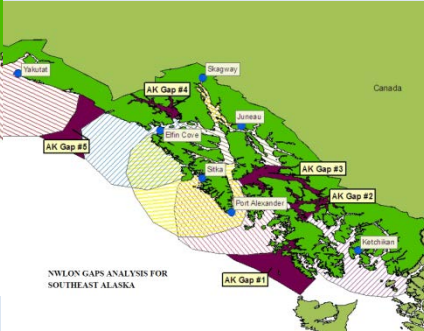 Skagway
Yakutat
Canada
AK Gap #4
Juneau
Elfin Cove
AK Gap #5
AK Gap #3
Sitka
AK Gap #2
Port Alexander
Ketchikan
NWLON GAPS ANALYSIS FOR
SOUTHEAST ALASKA
AK Gap #1